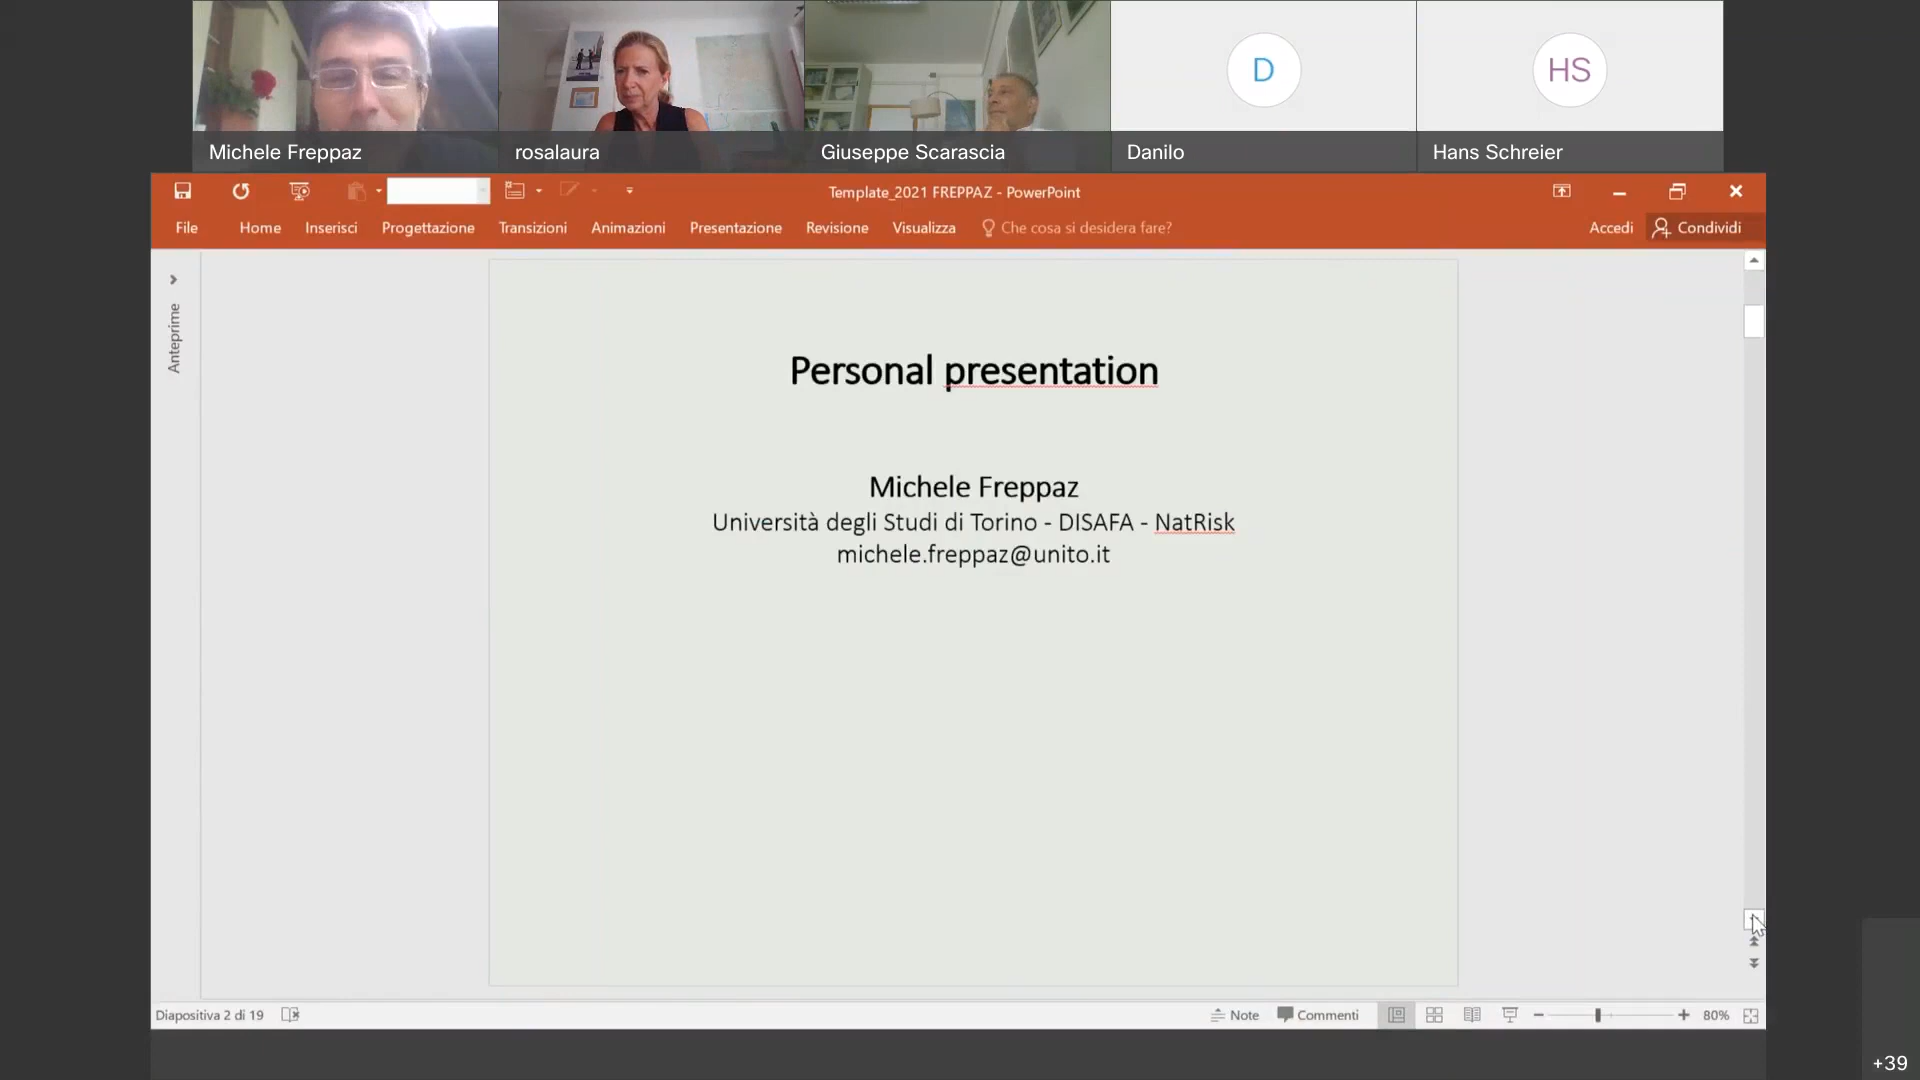 D
HS
Michele Freppaz
rosalaura
Giuseppe Scarascia
Danilo
Hans Schreier
Template_2021 FREPPAZ - PowerPoint
File Home Inserisci Progettazione Transizioni Animazioni Presentazione Revisione Visualizza Che cosa si desidera fare? Accedi Condividi
Anteprime
Personal presentation
Michele Freppaz
Università degli Studi di Torino - DISAFA - NatRisk
michele.freppaz@unito.it
Diapositiva 2 di 19
Note Commenti 80%
+39